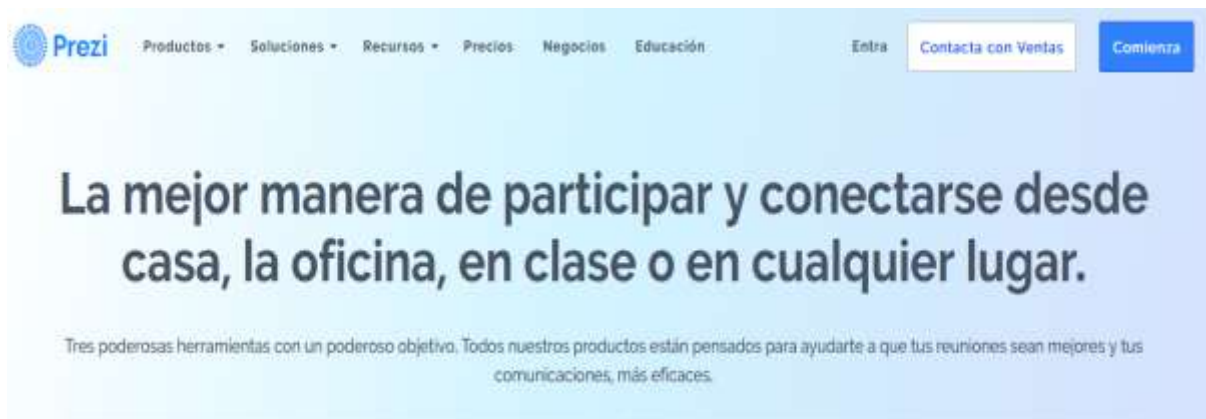 Prezi Productos Soluciones Recursos Precios Negocios Educación Entra Contacta con Ventas Comienza
La mejor manera de participar y conectarse desde
casa, la oficina, en clase o en cualquier lugar.
Tres poderosas herramientas con un poderoso objetivo. Todos nuestros productos están pensados para ayudarte a que tus reuniones sean mejores y tus
comunicaciones, más eficaces.